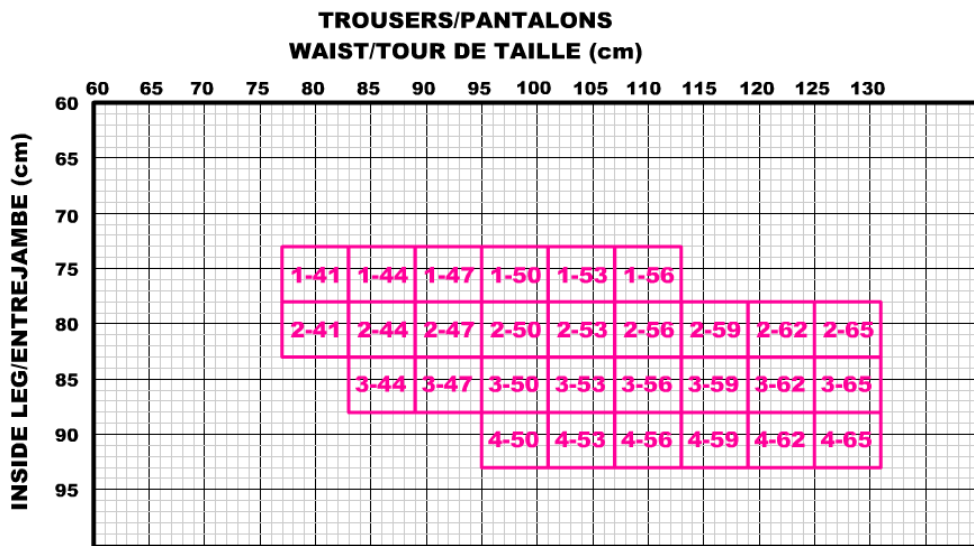 TROUSERS/PANTALONS
WAIST/TOUR DE TAILLE (cm)
60 65 70 75 80 85 90 95 100 105 110 115 120 125 130
INSIDE LEG/ENTREJAMBE (cm)
60
65
70
75 1-41 1-44 1-47 1-50 1-53 1-56
80 2-41 2-44 2-47 2-50 2-53 2-56 2-59 2-62 2-65
85 3-44 3-47 3-50 3-53 3-56 3-59 3-62 3-65
90 4-50 4-53 4-56 4-59 4-62 4-65
95